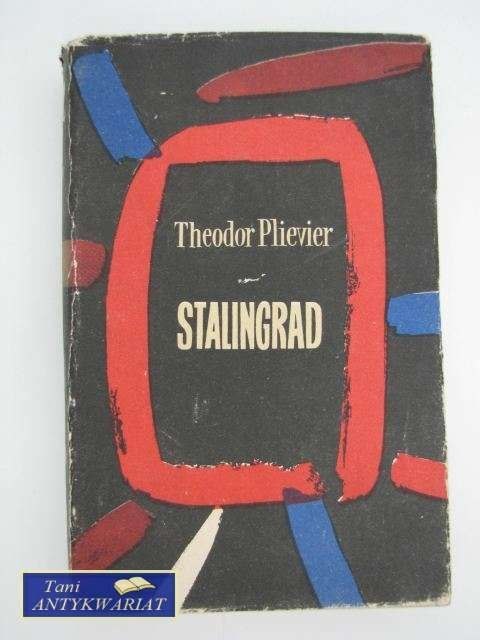 Theodor Plievier
STALINGRAD
Tani
ANTYKWARIAT